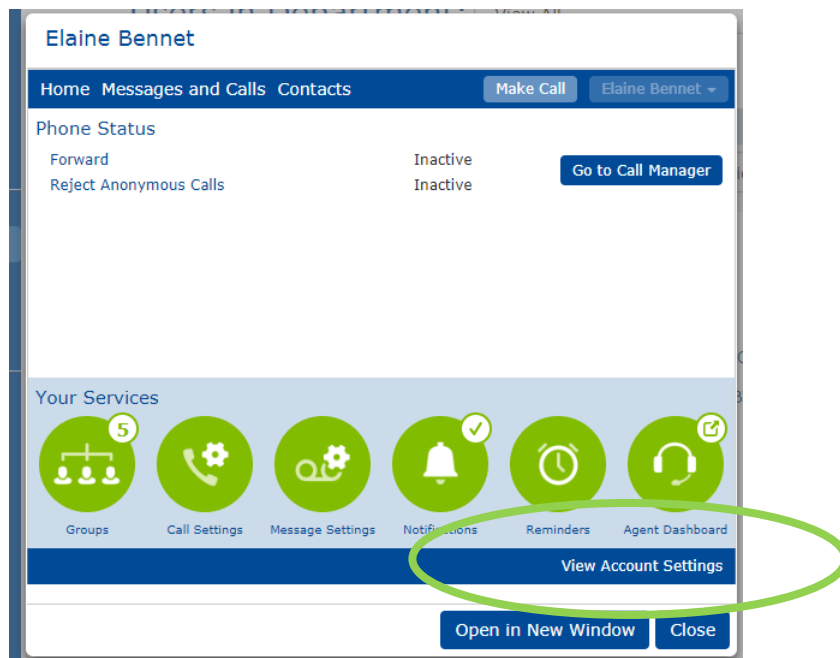 View All
Elaine Bennet
Home Messages and Calls Contacts Make Call Elaine Bennet
Phone Status
Forward Inactive
Reject Anonymous Calls Inactive
Go to Call Manager
Your Services
5
Groups Call Settings Message Settings Notifications Reminders Agent Dashboard
View Account Settings
Open in New Window Close